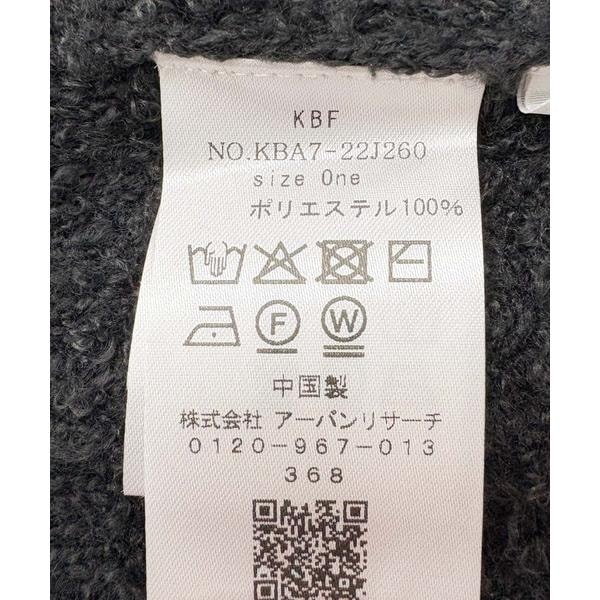 KBF
NO.KBA7-22J260
size One
ポリエステル100%
F W
中国製
株式会社 アーバンリサーチ
0120-967-013
368